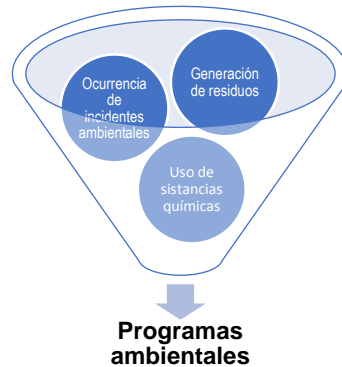 Ocurrencia
de
incidentes
ambientales
Generación
de residuos
Uso de
sistancias
químicas
Programas
ambientales